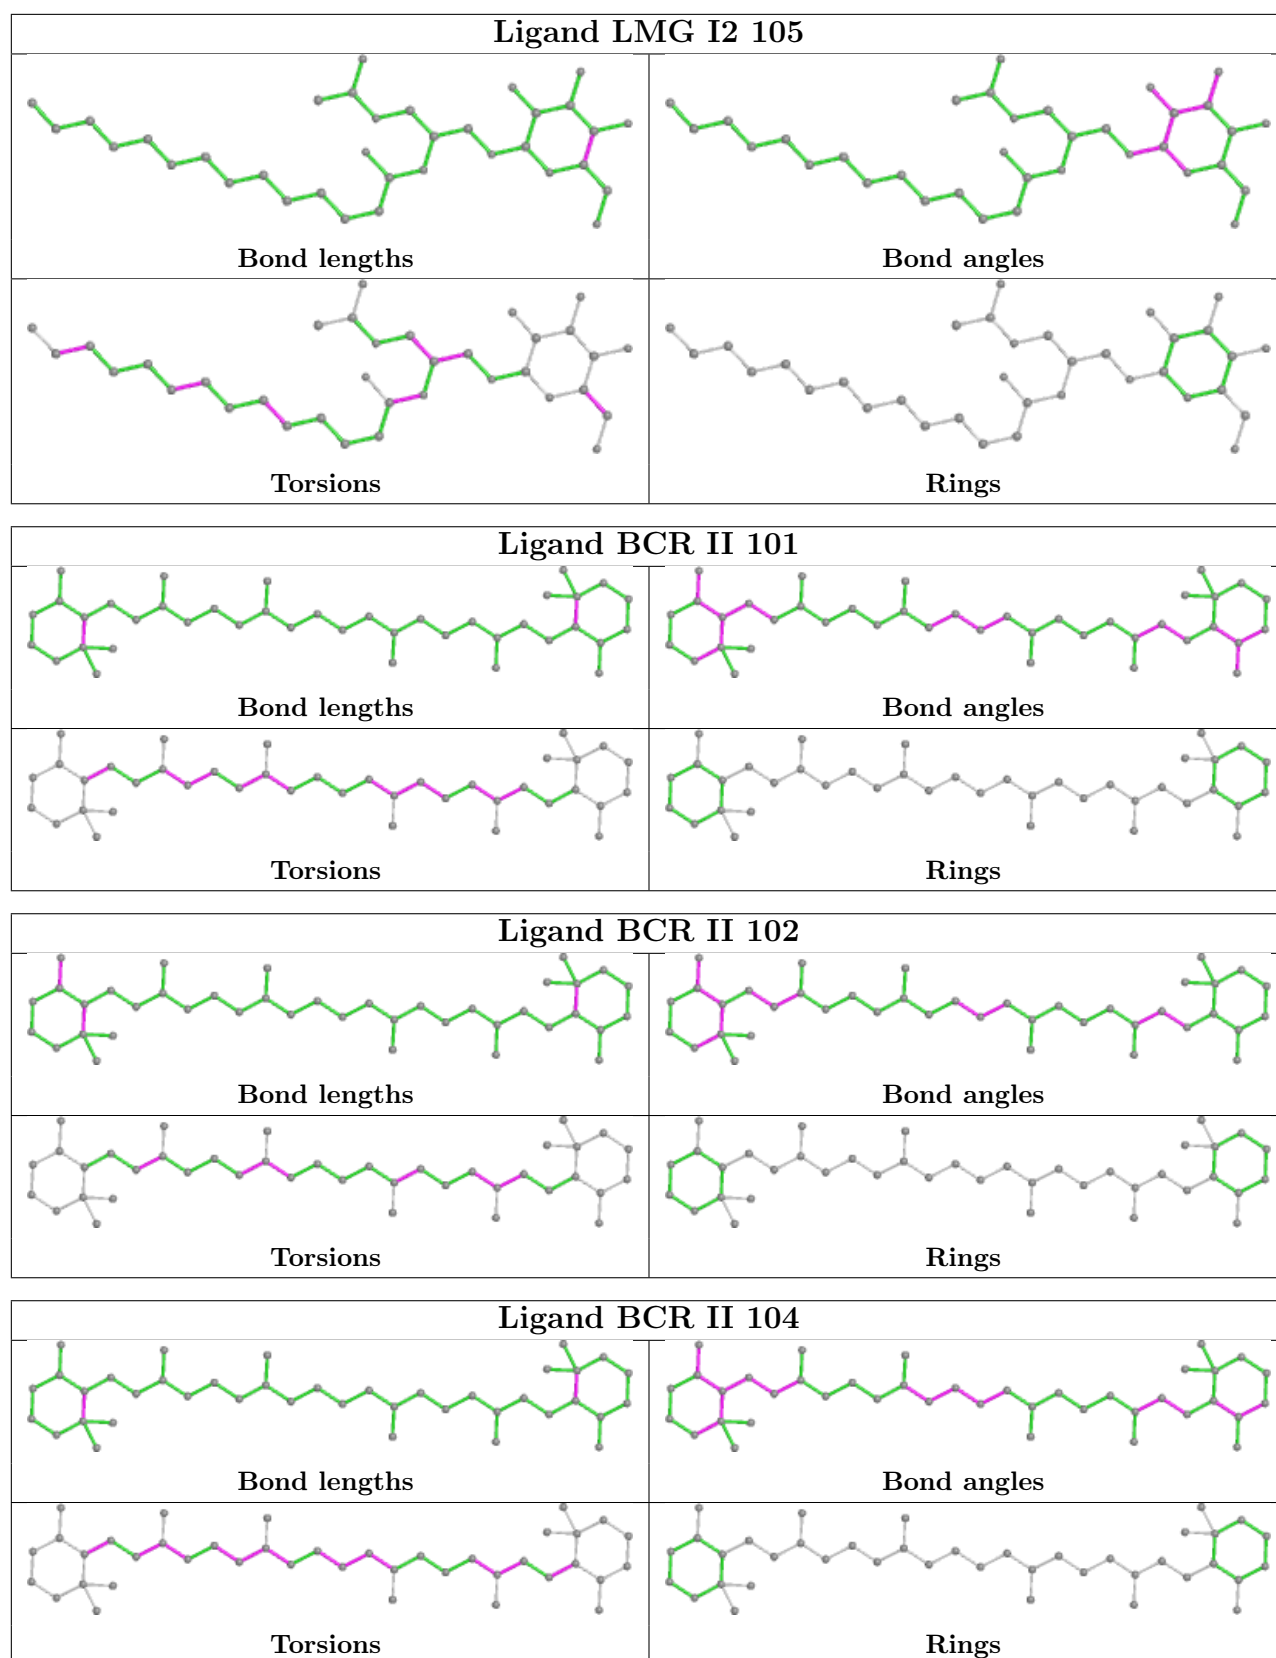 Ligand LMG I2 105
Bond lengths
Bond angles
Torsions
Rings
Ligand BCR II 101
Bond lengths
Bond angles
Torsions
Rings
Ligand BCR II 102
Bond lengths
Bond angles
Torsions
Rings
Ligand BCR II 104
Bond lengths
Bond angles
Torsions
Rings